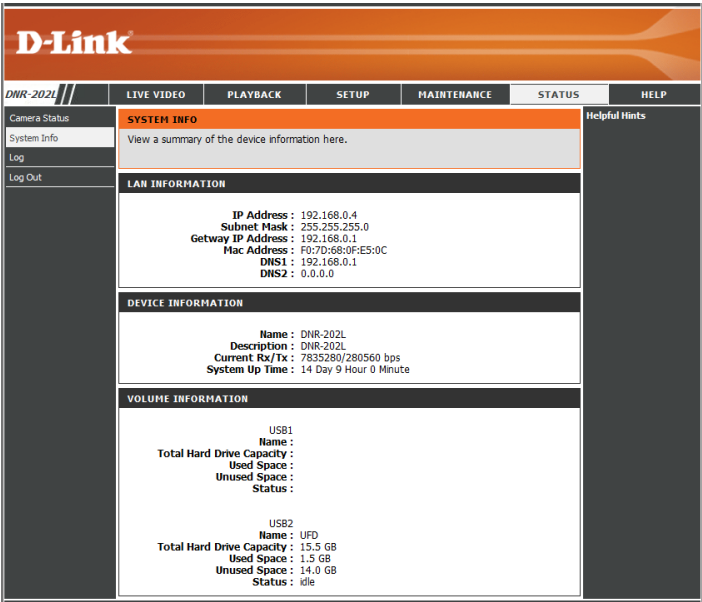 D-Link
DNR-202L
LIVE VIDEO
PLAYBACK
SETUP
MAINTENANCE
STATUS
HELP
Camera Status
System Info
Log
Log Out
SYSTEM INFO
View a summary of the device information here.
LAN INFORMATION
IP Address : 192.168.0.4
Subnet Mask : 255.255.255.0
Getway IP Address : 192.168.0.1
Mac Address : F0:7D:68:0F:E5:0C
DNS1 : 192.168.0.1
DNS2 : 0.0.0.0
DEVICE INFORMATION
Name : DNR-202L
Description : DNR-202L
Current Rx/Tx : 7835280/280560 bps
System Up Time : 14 Day 9 Hour 0 Minute
VOLUME INFORMATION
USB1
Name :
Total Hard Drive Capacity :
Used Space :
Unused Space :
Status :
USB2
Name : UFD
Total Hard Drive Capacity : 15.5 GB
Used Space : 1.5 GB
Unused Space : 14.0 GB
Status : idle
Helpful Hints